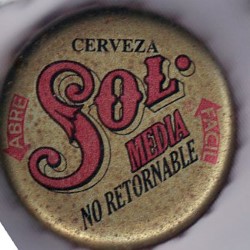 CERVEZA
SOL.
MEDIA
NO RETORNABLE
ABRE
FACIL